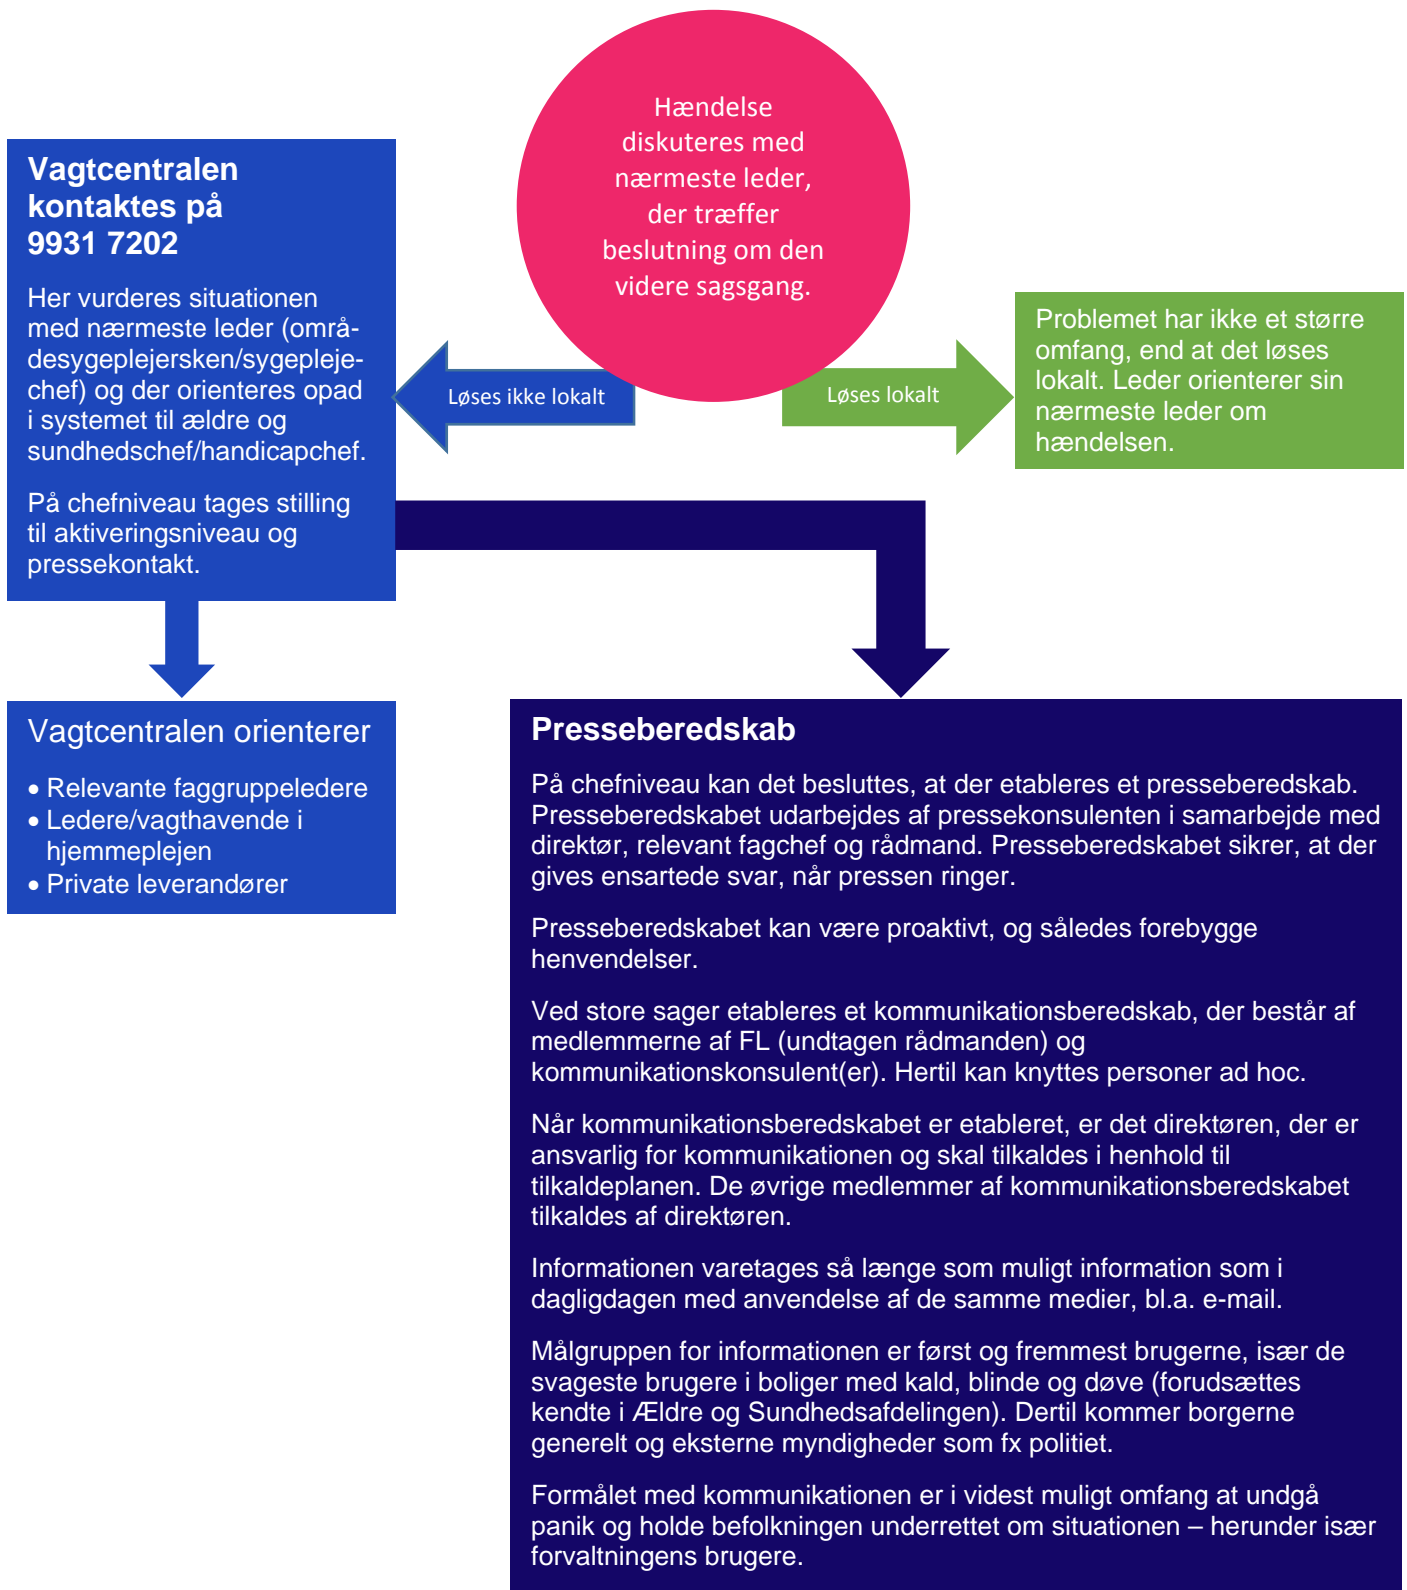 Hændelse
diskuteres med
nærmeste leder,
der træffer
beslutning om den
videre sagsgang.
Vagtcentralen
kontaktes på
9931 7202
Her vurderes situationen
med nærmeste leder (områ-
desygeplejersken/sygepleje-
chef) og der orienteres opad
i systemet til ældre og
sundhedschef/handicapchef.
På chefniveau tages stilling
til aktiveringsniveau og
pressekontakt.
Løses ikke lokalt
Løses lokalt
Problemet har ikke et større
omfang, end at det løses
lokalt. Leder orienterer sin
nærmeste leder om
hændelsen.
Vagtcentralen orienterer
• Relevante faggruppeledere
• Ledere/vagthavende i
hjemmeplejen
• Private leverandører
Presseberedskab
På chefniveau kan det besluttes, at der etableres et presseberedskab.
Presseberedskabet udarbejdes af pressekonsulenten i samarbejde med
direktør, relevant fagchef og rådmand. Presseberedskabet sikrer, at der
gives ensartede svar, når pressen ringer.
Presseberedskabet kan være proaktivt, og således forebygge
henvendelser.
Ved store sager etableres et kommunikationsberedskab, der består af
medlemmerne af FL (undtagen rådmanden) og
kommunikationskonsulent(er). Hertil kan knyttes personer ad hoc.
Når kommunikationsberedskabet er etableret, er det direktøren, der er
ansvarlig for kommunikationen og skal tilkaldes i henhold til
tilkaldeplanen. De øvrige medlemmer af kommunikationsberedskabet
tilkaldes af direktøren.
Informationen varetages så længe som muligt information som i
dagligdagen med anvendelse af de samme medier, bl.a. e-mail.
Målgruppen for informationen er først og fremmest brugerne, især de
svageste brugere i boliger med kald, blinde og døve (forudsættes
kendte i Ældre og Sundhedsafdelingen). Dertil kommer borgerne
generelt og eksterne myndigheder som fx politiet.
Formålet med kommunikationen er i videst muligt omfang at undgå
panik og holde befolkningen underrettet om situationen – herunder især
forvaltningens brugere.